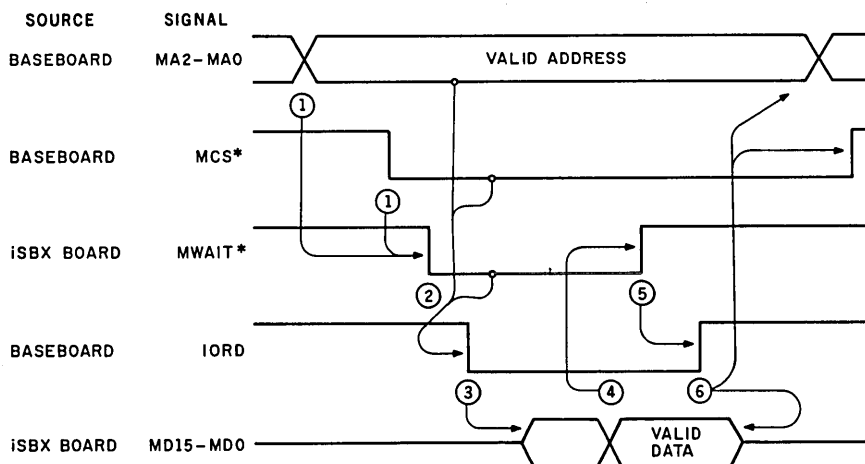 SOURCE SIGNAL
BASEBOARD MA2-MA0 VALID ADDRESS
1
BASEBOARD MCS*
1
iSBX BOARD MWAIT*
2
5
BASEBOARD IORD
3
4
6
iSBX BOARD MD15-MD0 VALID DATA